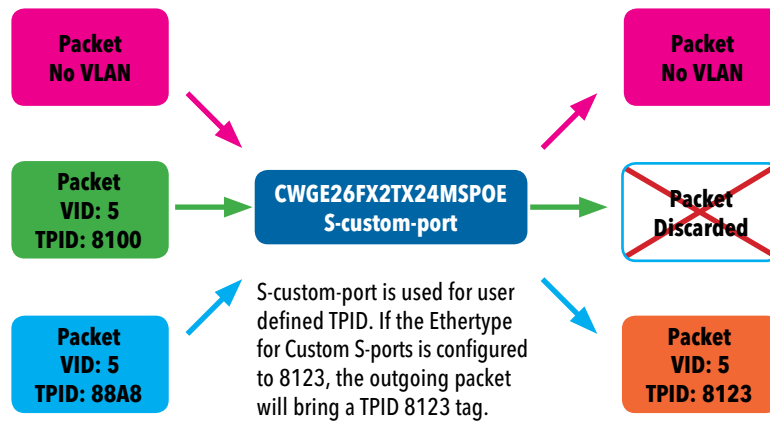 Packet
No VLAN
Packet
No VLAN
Packet
VID: 5
TPID: 8100
CWGE26FX2TX24MSPOE
S-custom-port
Packet
Discarded
Packet
VID: 5
TPID: 88A8
S-custom-port is used for user
defined TPID. If the Ethertype
for Custom S-ports is configured
to 8123, the outgoing packet
will bring a TPID 8123 tag.
Packet
VID: 5
TPID: 8123